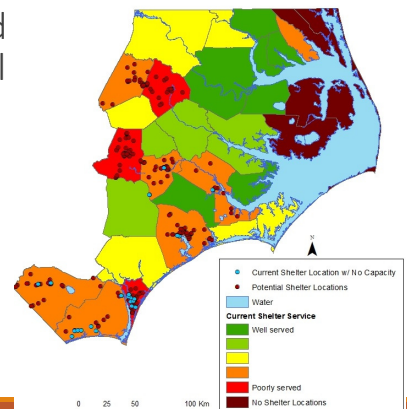 d
l
N
Current Shelter Location w/ No Capacity
Potential Shelter Locations
Water
Current Shelter Service
Well served
Poorly served
No Shelter Locations
0 25 50 100 Km